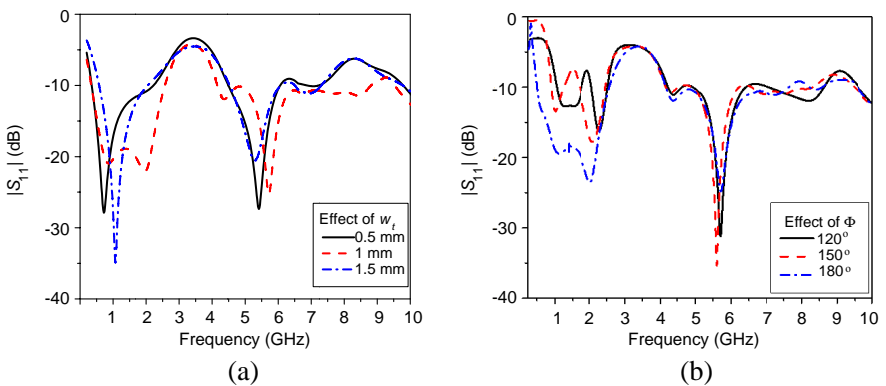 0
-10
-20
-30
-40
|S11| (dB)
Effect of wt
0.5 mm
1 mm
1.5 mm
1 2 3 4 5 6 7 8 9 10
Frequency (GHz)
(a)
0
-10
-20
-30
-40
|S11| (dB)
Effect of Φ
120°
150°
180°
1 2 3 4 5 6 7 8 9 10
Frequency (GHz)
(b)